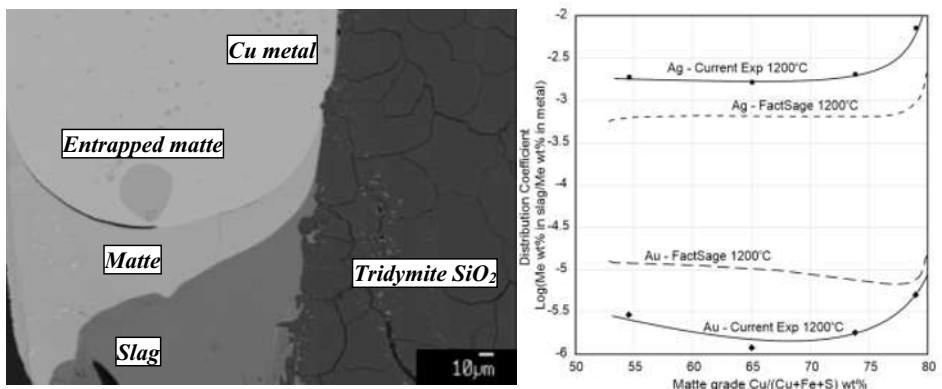 Cu metal
Entrapped matte
Matte
Tridymite SiO₂
Slag
10µm
Distribution Coefficient
Log(Me wt% in slag/Me wt% in metal)
-2
-2.5
-3
-3.5
-4
-4.5
-5
-5.5
-6
Ag - Current Exp 1200°C
Ag - FactSage 1200°C
Au - FactSage 1200°C
Au - Current Exp 1200°C
50
55
60
65
70
75
80
Matte grade Cu/(Cu+Fe+S) wt%